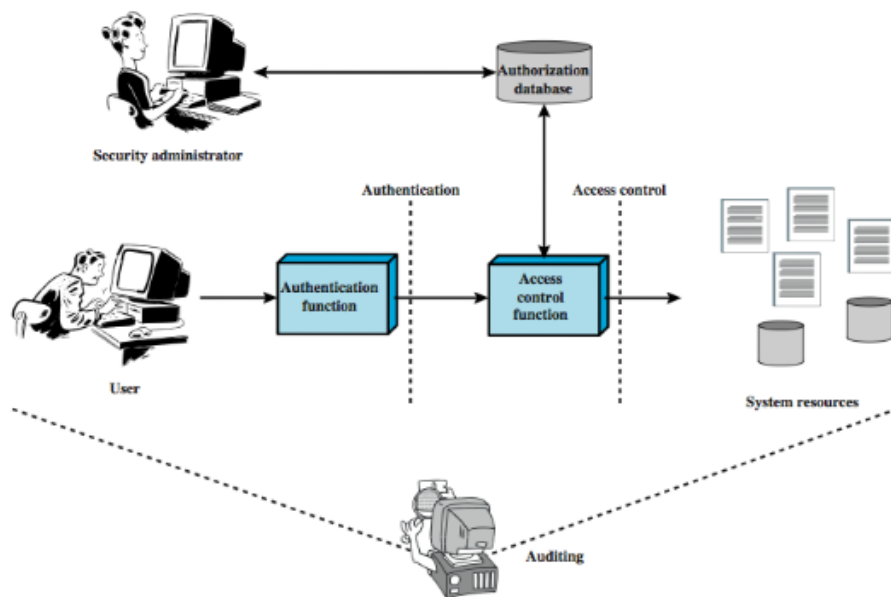 Authorization
database
Security administrator
Authentication
Access control
Authentication
function
Access
control
function
User
System resources
Auditing